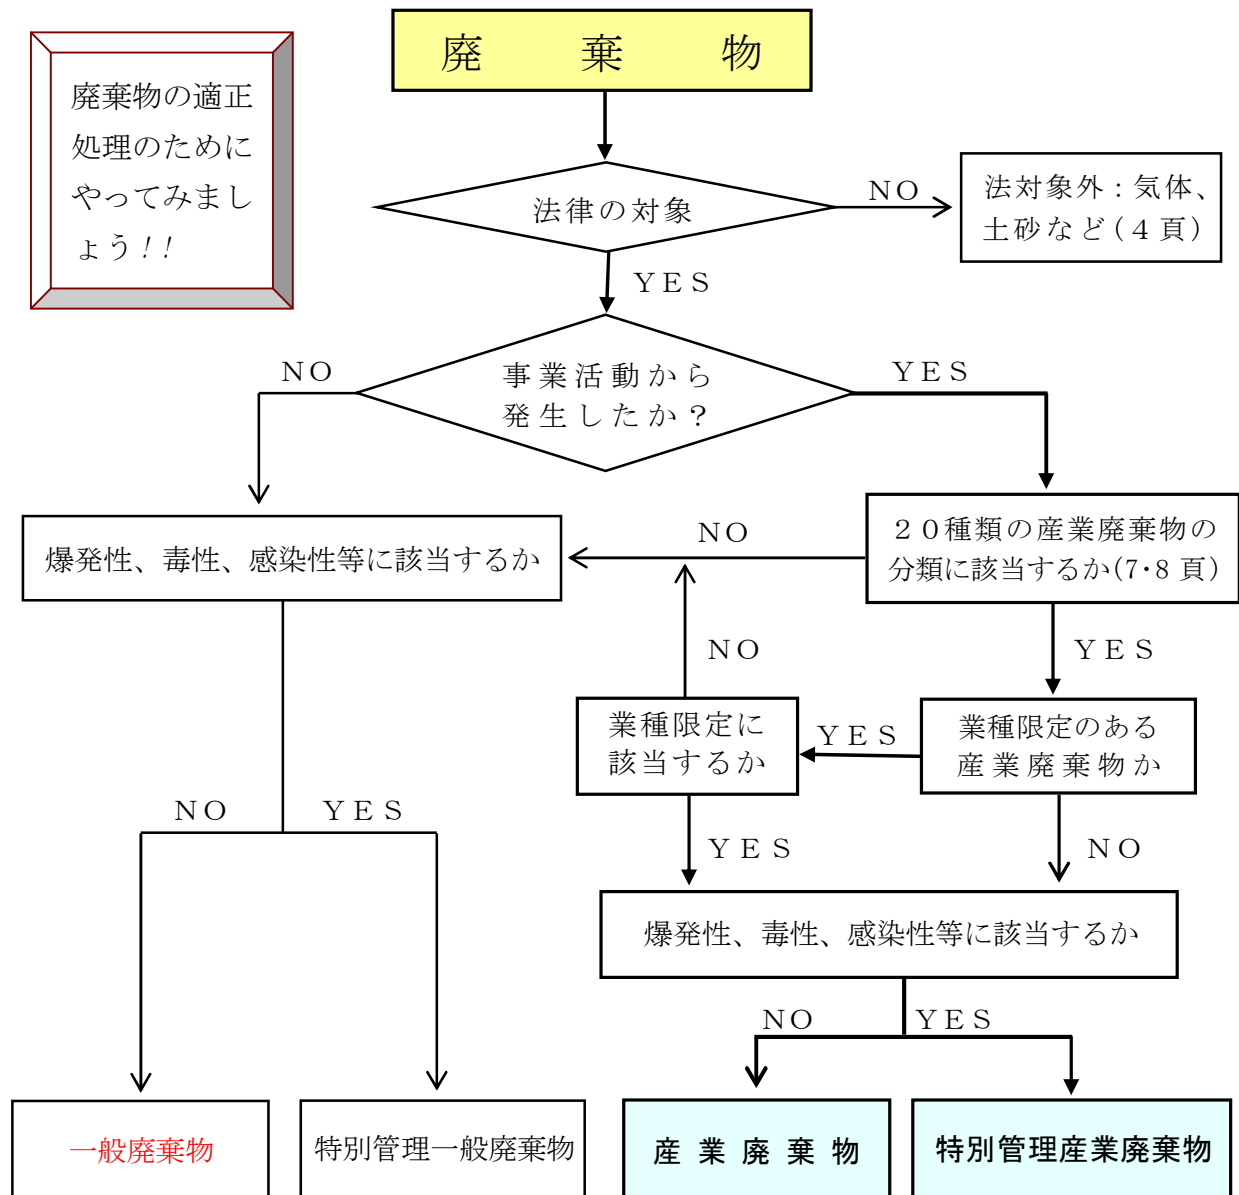 廃棄物
廃棄物の適正
処理のために
やってみまし
ょう!!
法律の対象
NO
法対象外：気体、
土砂など(４頁)
YES
事業活動から
発生したか？
NO
YES
爆発性、毒性、感染性等に該当するか
NO
２０種類の産業廃棄物の
分類に該当するか(7・8 頁)
NO
YES
業種限定に
該当するか
YES
業種限定のある
産業廃棄物か
NO
YES
YES
NO
爆発性、毒性、感染性等に該当するか
NO
YES
一般廃棄物
特別管理一般廃棄物
産業廃棄物
特別管理産業廃棄物